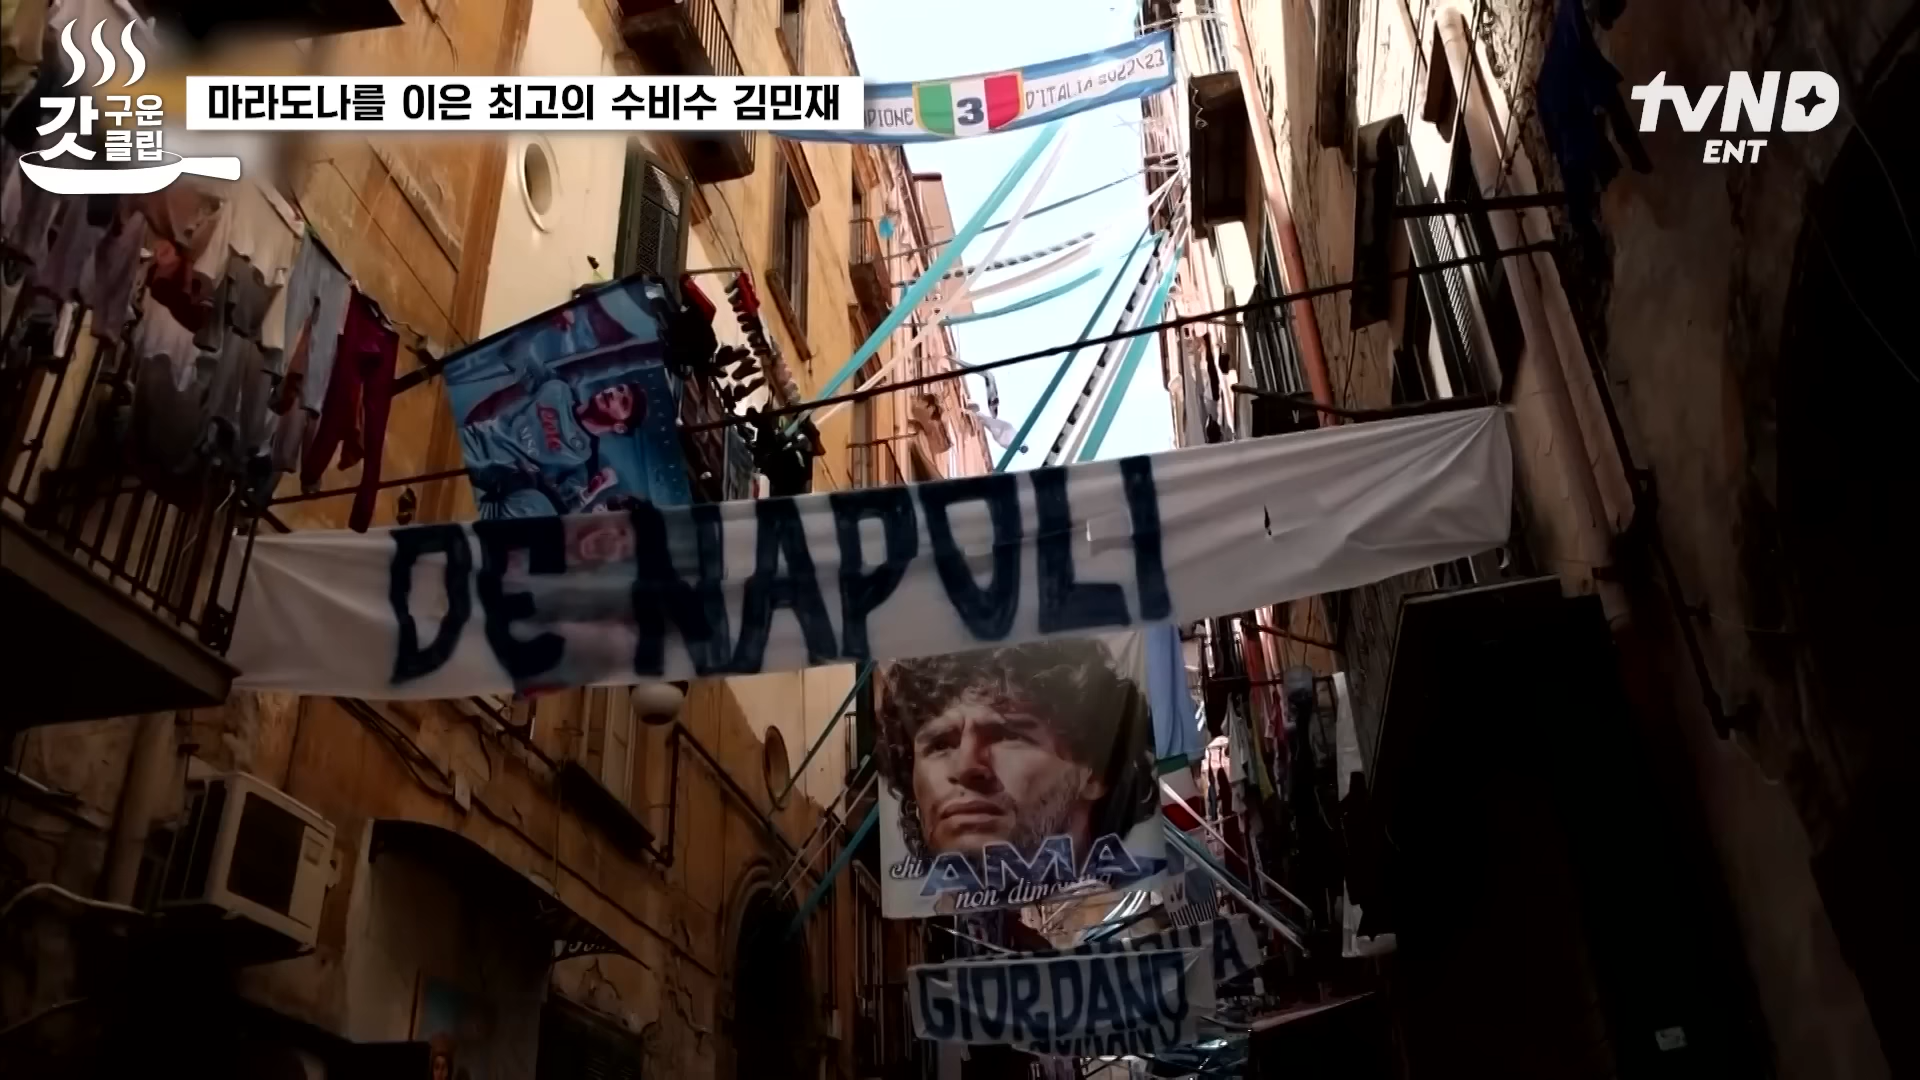 갓 구운 클립
마라도나를 이은 최고의 수비수 김민재
tvND
ENT
3 D'ITALIA 2022/23
DE NAPOLI
chi AMA
non
GIORDANO